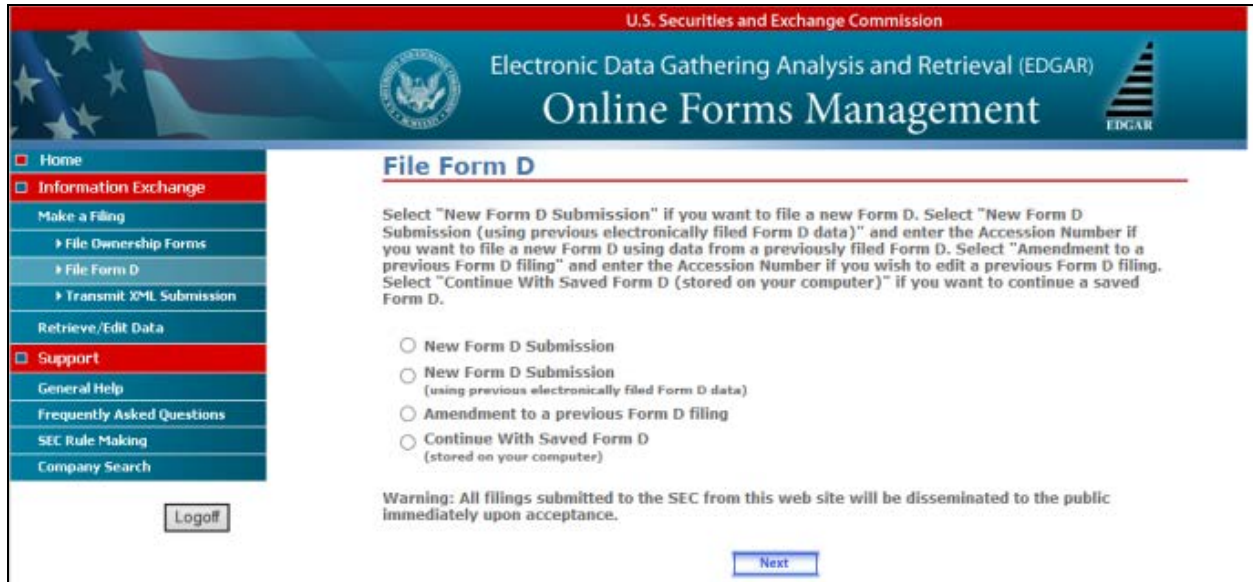 U.S. Securities and Exchange Commission
Electronic Data Gathering Analysis and Retrieval (EDGAR)
Online Forms Management
EDGAR
Home
Information Exchange
Make a Filing
File Ownership Forms
File Form D
Transmit XML Submission
Retrieve/Edit Data
Support
General Help
Frequently Asked Questions
SEC Rule Making
Company Search
Logoff
File Form D
Select "New Form D Submission" if you want to file a new Form D. Select "New Form D
Submission (using previous electronically filed Form D data)" and enter the Accession Number if
you want to file a new Form D using data from a previously filed Form D. Select "Amendment to a
previous Form D filing" and enter the Accession Number if you wish to edit a previous Form D filing.
Select "Continue With Saved Form D (stored on your computer)" if you want to continue a saved
Form D.
New Form D Submission
New Form D Submission
(using previous electronically filed Form D data)
Amendment to a previous Form D filing
Continue With Saved Form D
(stored on your computer)
Warning: All filings submitted to the SEC from this web site will be disseminated to the public
immediately upon acceptance.
Next